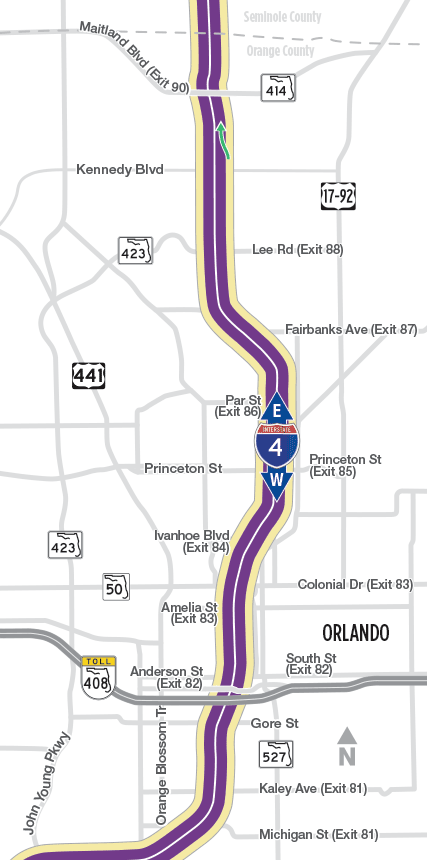 Seminole County
Orange County
Maitland Blvd (Exit 90)
414
Kennedy Blvd
17-92
423
Lee Rd (Exit 88)
Fairbanks Ave (Exit 87)
441
Par St
(Exit 86)
E
INTERSTATE
4
W
Princeton St
Princeton St
(Exit 85)
Ivanhoe Blvd
(Exit 84)
423
50
Colonial Dr (Exit 83)
Amelia St
(Exit 83)
ORLANDO
TOLL
408
Anderson St
(Exit 82)
South St
(Exit 82)
Gore St
527
N
Orange Blossom Tr
John Young Pkwy
Kaley Ave (Exit 81)
Michigan St (Exit 81)